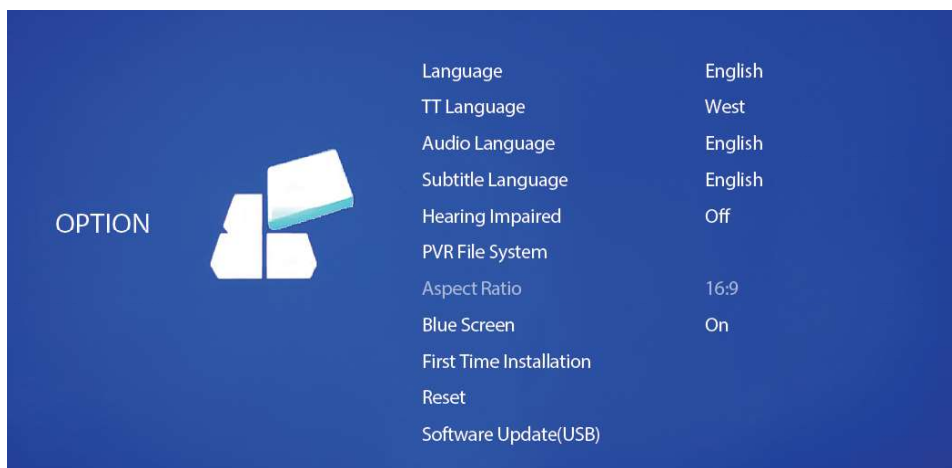 OPTION
Language English
TT Language West
Audio Language English
Subtitle Language English
Hearing Impaired Off
PVR File System
Aspect Ratio 16:9
Blue Screen On
First Time Installation
Reset
Software Update(USB)